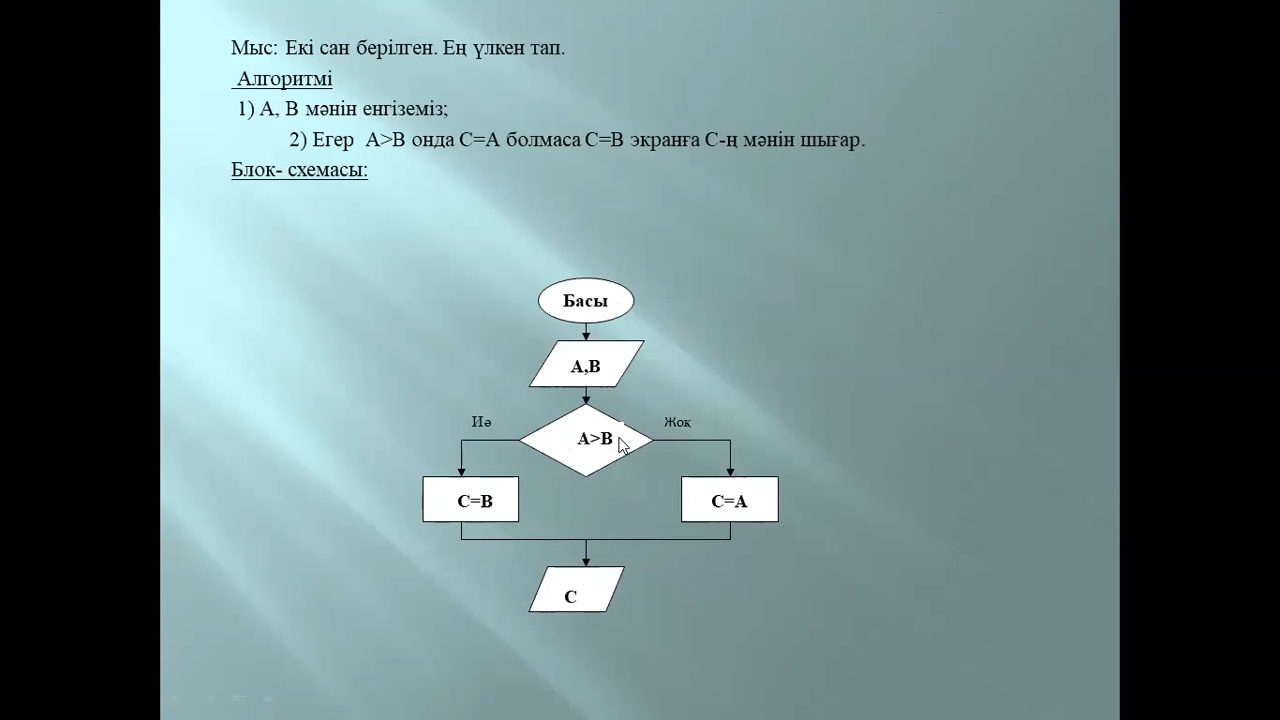 Мыс: Екі сан берілген. Ең үлкен тап.
Алгоритмі
1) А, В мәнін енгіземіз;
2) Егер А>В онда С=А болмаса С=В экранға С-ң мәнін шығар.
Блок- схемасы:
Басы
А,В
Иә
Жоқ
А>В
С=В
С=А
С